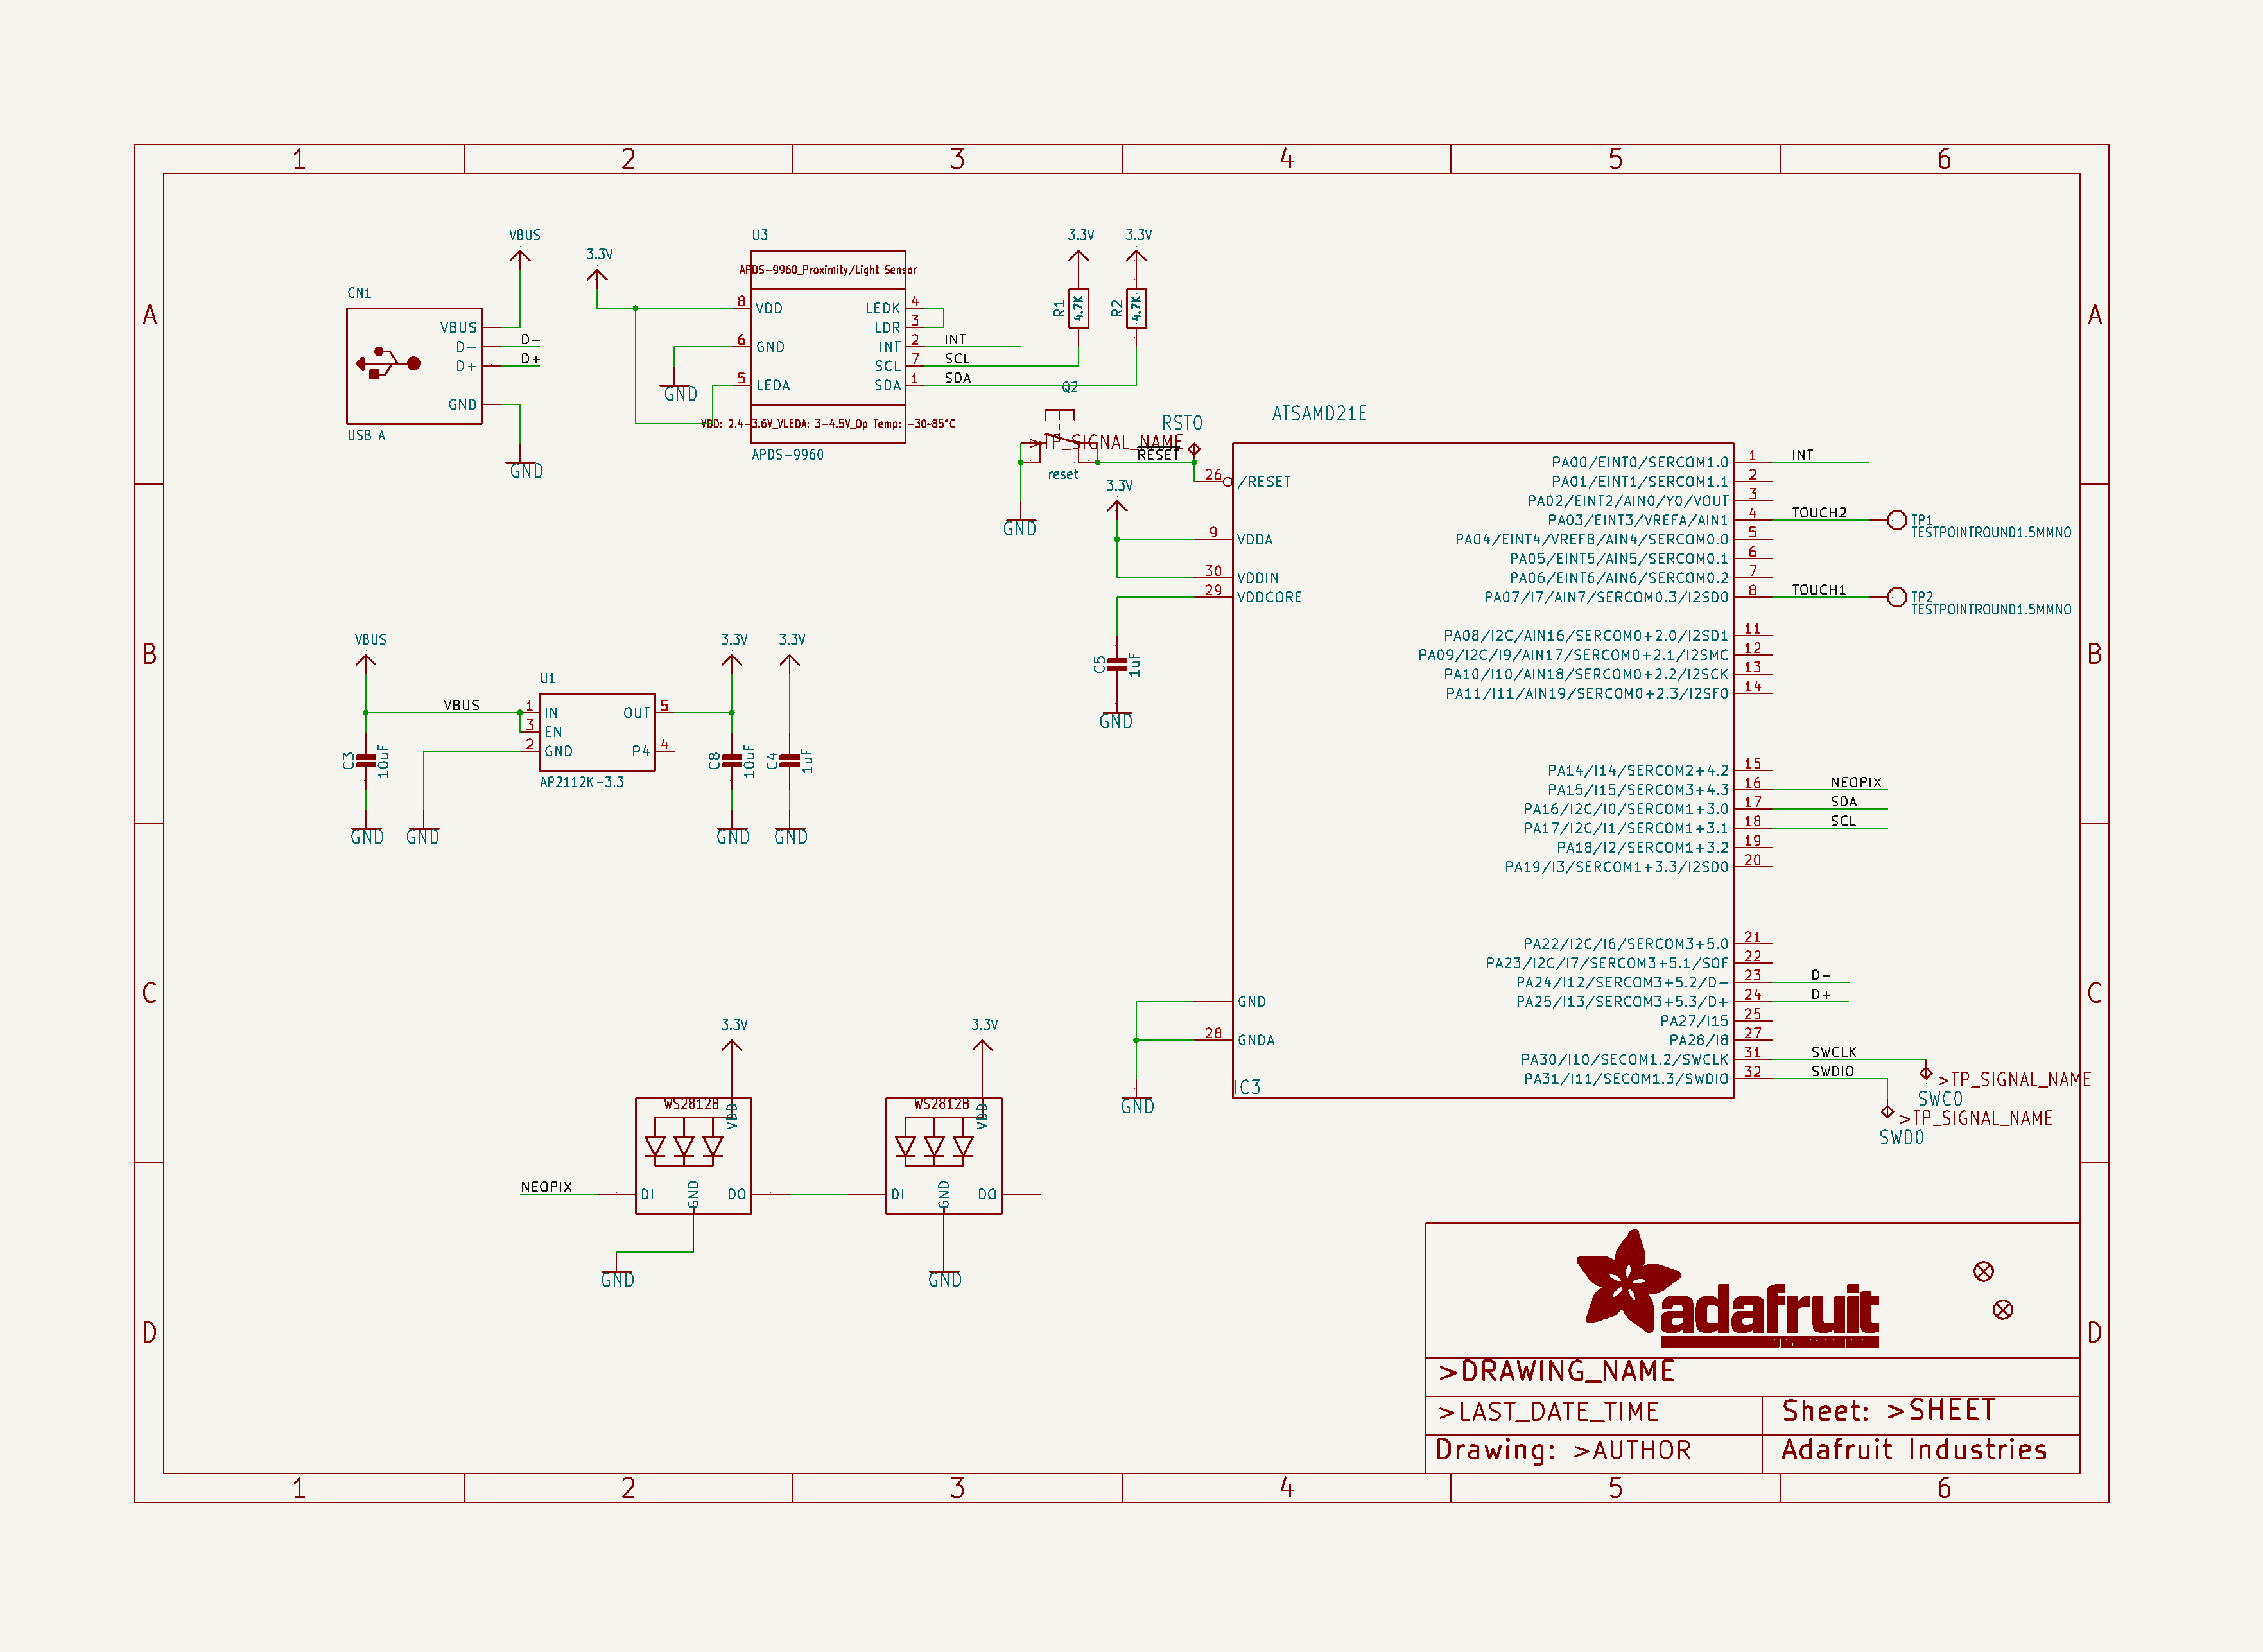 1 2 3 4 5 6
A A
B B
C C
D D
1 2 3 4 5 6
VBUS
CN1
VBUS
D-
D+
GND
USB A
D-
D+
GND
3.3V
U3
APDS-9960_Proximity/Light Sensor
8 VDD
6 GND
5 LEDA
LEDK 4
LDR 3
INT 2
SCL 7
SDA 1
VDD: 2.4-3.6V_VLEDA: 3-4.5V_Op Temp: -30-85°C
APDS-9960
GND
INT
SCL
SDA
3.3V
R1
4.7K
3.3V
R2
4.7K
Q2
>TP_SIGNAL_NAME
RST0
RESET
reset
GND
ATSAMD21E
26 /RESET
3.3V
9 VDDA
30 VDDIN
29 VDDCORE
C5
1uF
GND
GND
28 GNDA
GND
IC3
PA00/EINT0/SERCOM1.0 1 INT
PA01/EINT1/SERCOM1.1 2
PA02/EINT2/AIN0/Y0/VOUT 3
PA03/EINT3/VREFA/AIN1 4 TOUCH2
TP1
TESTPOINTROUND1.5MMNO
PA04/EINT4/VREFB/AIN4/SERCOM0.0 5
PA05/EINT5/AIN5/SERCOM0.1 6
PA06/EINT6/AIN6/SERCOM0.2 7
PA07/I7/AIN7/SERCOM0.3/I2SD0 8 TOUCH1
TP2
TESTPOINTROUND1.5MMNO
PA08/I2C/AIN16/SERCOM0+2.0/I2SD1 11
PA09/I2C/I9/AIN17/SERCOM0+2.1/I2SMC 12
PA10/I10/AIN18/SERCOM0+2.2/I2SCK 13
PA11/I11/AIN19/SERCOM0+2.3/I2SF0 14
PA14/I14/SERCOM2+4.2 15
PA15/I15/SERCOM3+4.3 16 NEOPIX
PA16/I2C/I0/SERCOM1+3.0 17 SDA
PA17/I2C/I1/SERCOM1+3.1 18 SCL
PA18/I2/SERCOM1+3.2 19
PA19/I3/SERCOM1+3.3/I2SD0 20
PA22/I2C/I6/SERCOM3+5.0 21
PA23/I2C/I7/SERCOM3+5.1/SOF 22
PA24/I12/SERCOM3+5.2/D- 23 D-
PA25/I13/SERCOM3+5.3/D+ 24 D+
PA27/I15 25
PA28/I8 27
PA30/I10/SECOM1.2/SWCLK 31 SWCLK
PA31/I11/SECOM1.3/SWDIO 32 SWDIO
>TP_SIGNAL_NAME
SWC0
>TP_SIGNAL_NAME
SWD0
VBUS
C3
10uF
GND
VBUS
U1
1 IN
3 EN
2 GND
OUT 5
P4 4
AP2112K-3.3
GND
3.3V
C8
10uF
GND
3.3V
C4
1uF
GND
3.3V
WS2812B
VDD
NEOPIX
DI
GND
DO
GND
3.3V
WS2812B
VDD
DI
GND
DO
GND
adafruit
>DRAWING_NAME
>LAST_DATE_TIME
Sheet: >SHEET
Drawing: >AUTHOR
Adafruit Industries